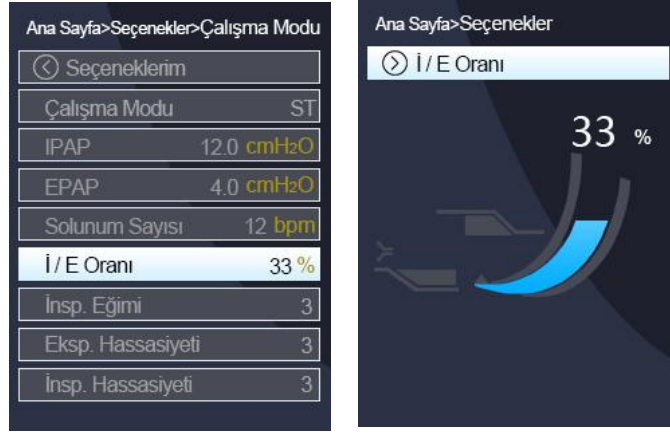 Ana Sayfa>Seçenekler>Çalışma Modu
Seçeneklerim
Çalışma Modu ST
IPAP 12.0 cmH2O
EPAP 4.0 cmH2O
Solunum Sayısı 12 bpm
İ / E Oranı 33 %
İnsp. Eğimi 3
Eksp. Hassasiyeti 3
İnsp. Hassasiyeti 3
Ana Sayfa>Seçenekler
İ / E Oranı
33 %